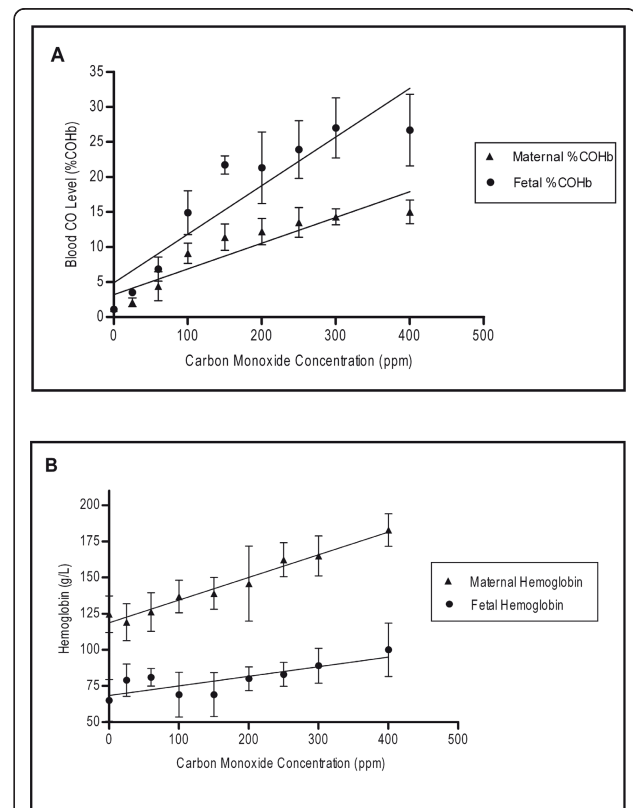 A
35
30
25
20
15
10
5
0
Blood CO Level (%COHb)
0 100 200 300 400 500
Carbon Monoxide Concentration (ppm)
Maternal %COHb
Fetal %COHb
B
200
175
150
125
100
75
50
Hemoglobin (g/L)
0 100 200 300 400 500
Carbon Monoxide Concentration (ppm)
Maternal Hemoglobin
Fetal Hemoglobin